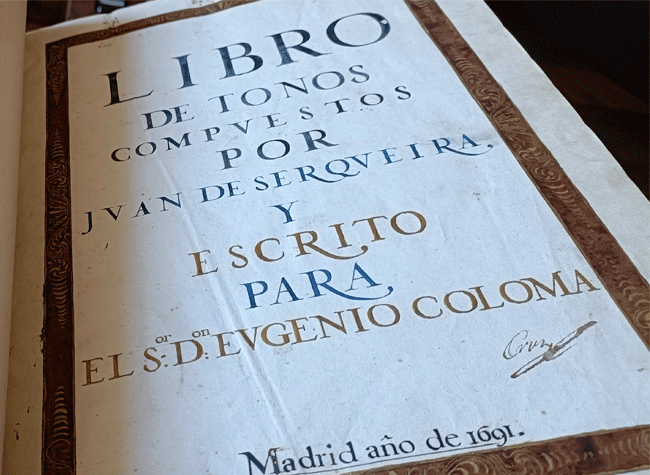 LIBRO
DE TONOS
COMPVESTOS
POR
JVAN DE SERQVEIRA,
Y
ESCRITO
PARA,
EL S.or D.on EVGENIO COLOMA
Madrid año de 1691.